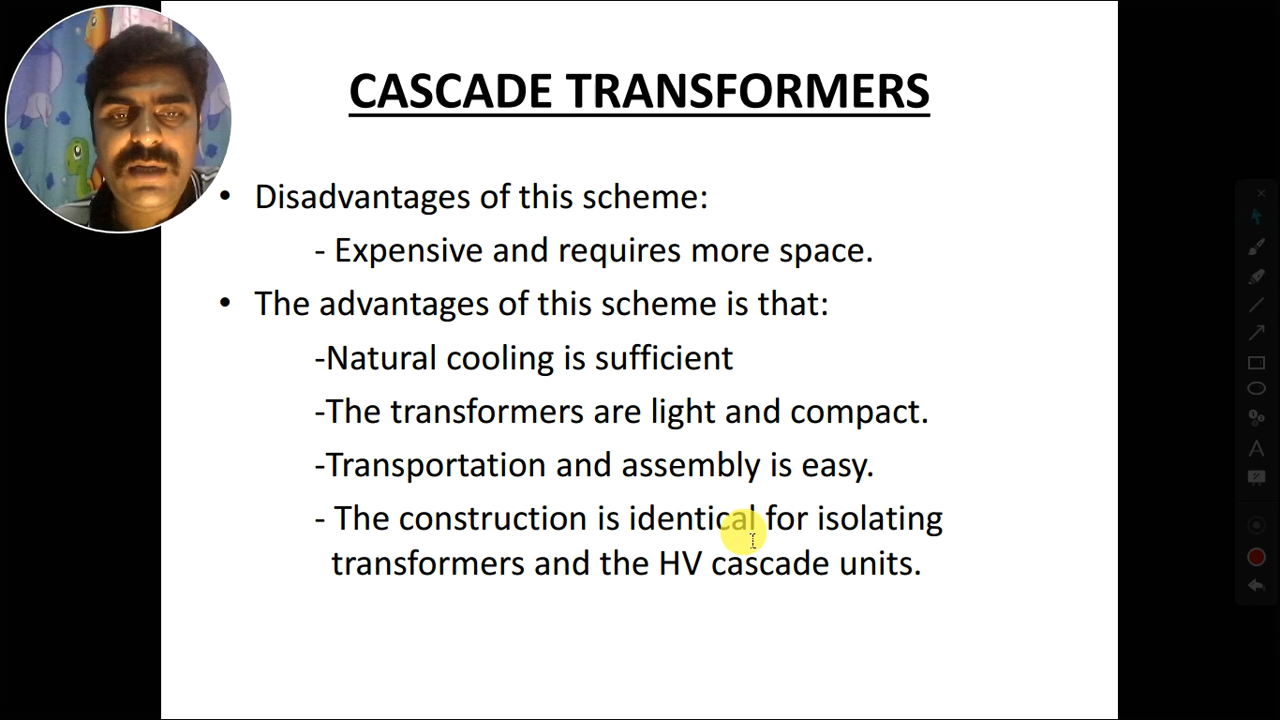 CASCADE TRANSFORMERS
• Disadvantages of this scheme:
- Expensive and requires more space.
• The advantages of this scheme is that:
-Natural cooling is sufficient
-The transformers are light and compact.
-Transportation and assembly is easy.
- The construction is identical for isolating
transformers and the HV cascade units.